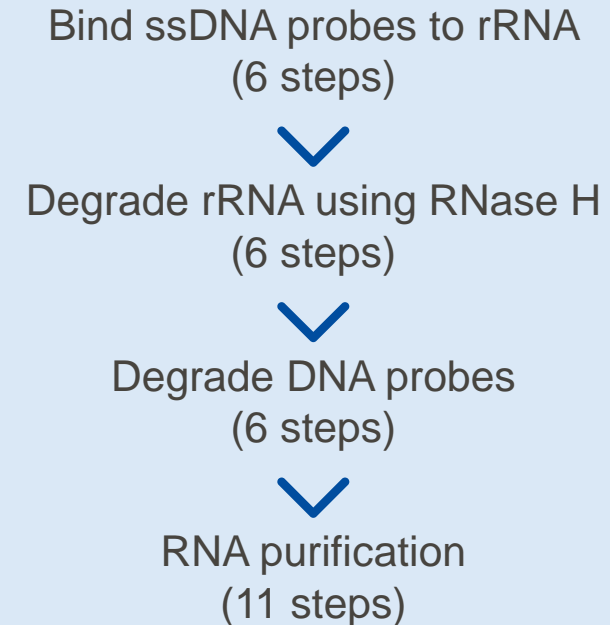 Bind ssDNA probes to rRNA
(6 steps)
Degrade rRNA using RNase H
(6 steps)
Degrade DNA probes
(6 steps)
RNA purification
(11 steps)